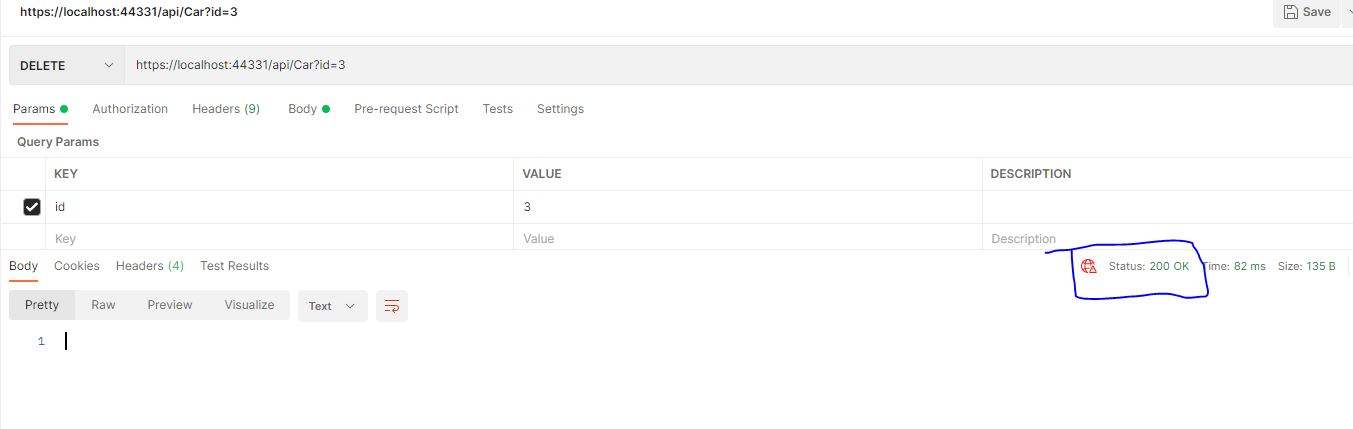 https://localhost:44331/api/Car?id=3
Save
DELETE https://localhost:44331/api/Car?id=3
Params Authorization Headers (9) Body Pre-request Script Tests Settings
Query Params
KEY VALUE DESCRIPTION
id 3
Key Value Description
Body Cookies Headers (4) Test Results Status: 200 OK Time: 82 ms Size: 135 B
Pretty Raw Preview Visualize Text
1